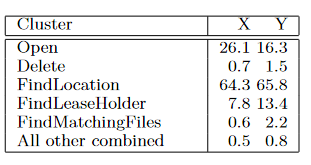 Cluster X Y
Open 26.1 16.3
Delete 0.7 1.5
FindLocation 64.3 65.8
FindLeaseHolder 7.8 13.4
FindMatchingFiles 0.6 2.2
All other combined 0.5 0.8